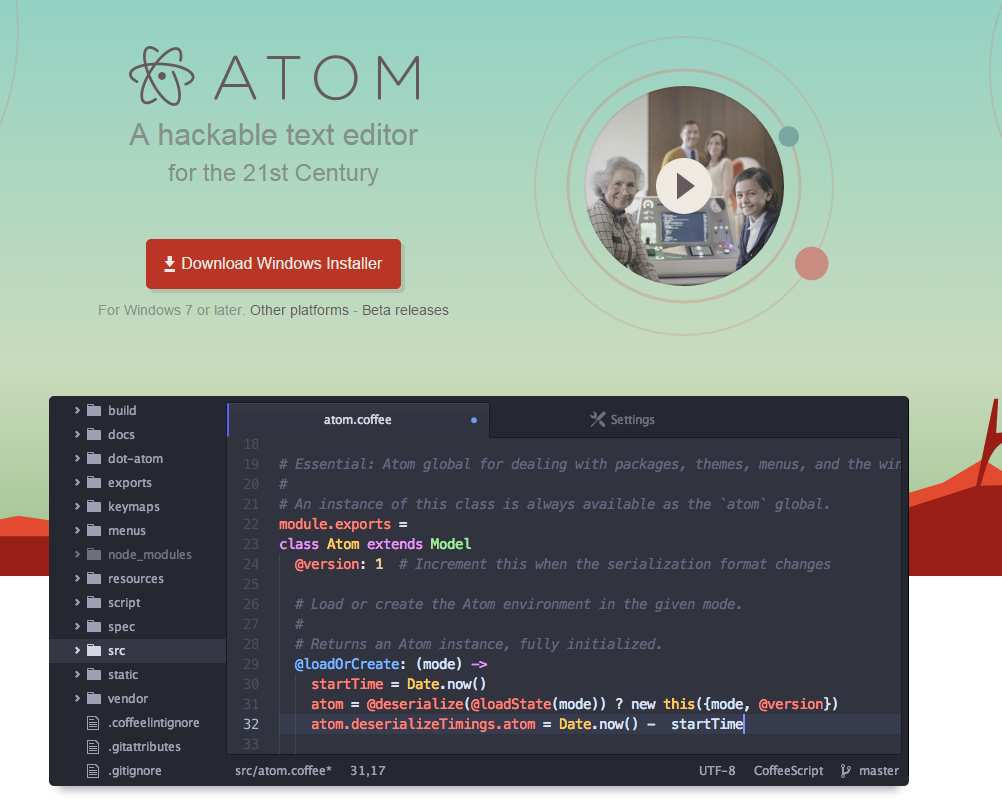 ATOM
A hackable text editor
for the 21st Century
Download Windows Installer
For Windows 7 or later. Other platforms - Beta releases
build
docs
dot-atom
exports
keymaps
menus
node_modules
resources
script
spec
src
static
vendor
.coffeelintignore
.gitattributes
.gitignore
atom.coffee
Settings
18
19 # Essential: Atom global for dealing with packages, themes, menus, and the win
20 #
21 # An instance of this class is always available as the `atom` global.
22 module.exports =
23 class Atom extends Model
24 @version: 1 # Increment this when the serialization format changes
25
26 # Load or create the Atom environment in the given mode.
27 #
28 # Returns an Atom instance, fully initialized.
29 @loadOrCreate: (mode) ->
30 startTime = Date.now()
31 atom = @deserialize(@loadState(mode)) ? new this({mode, @version})
32 atom.deserializeTimings.atom = Date.now() -  startTime
33
src/atom.coffee* 31,17
UTF-8 CoffeeScript master